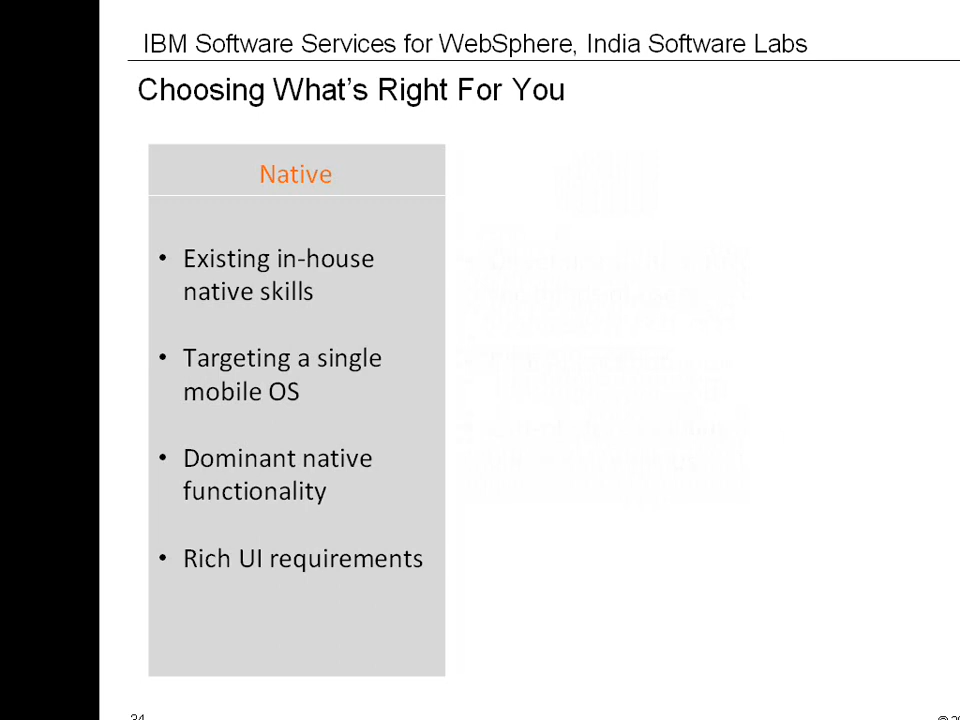 IBM Software Services for WebSphere, India Software Labs
Choosing What's Right For You
Native
• Existing in-house
native skills
• Targeting a single
mobile OS
• Dominant native
functionality
• Rich UI requirements
34